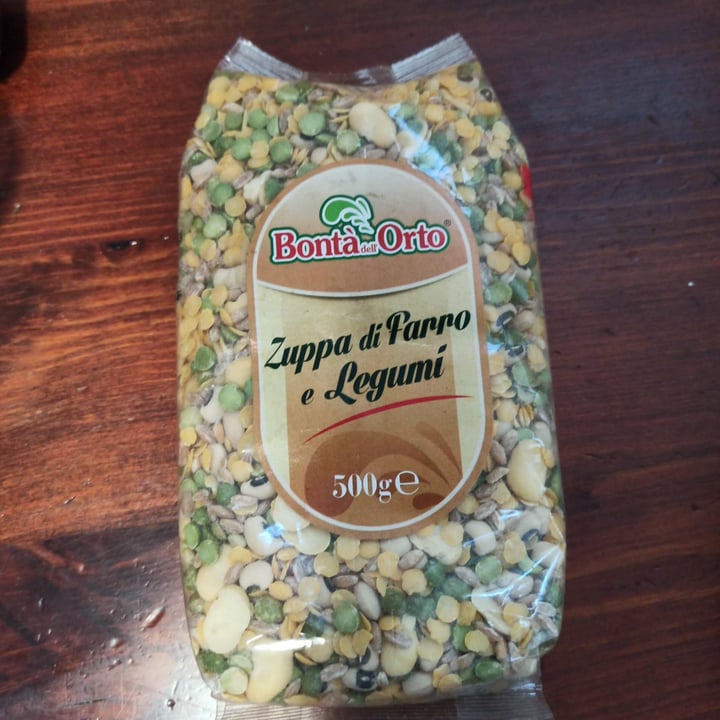 Bontà dell'Orto®
Zuppa di Farro
e Legumi
500g ℮